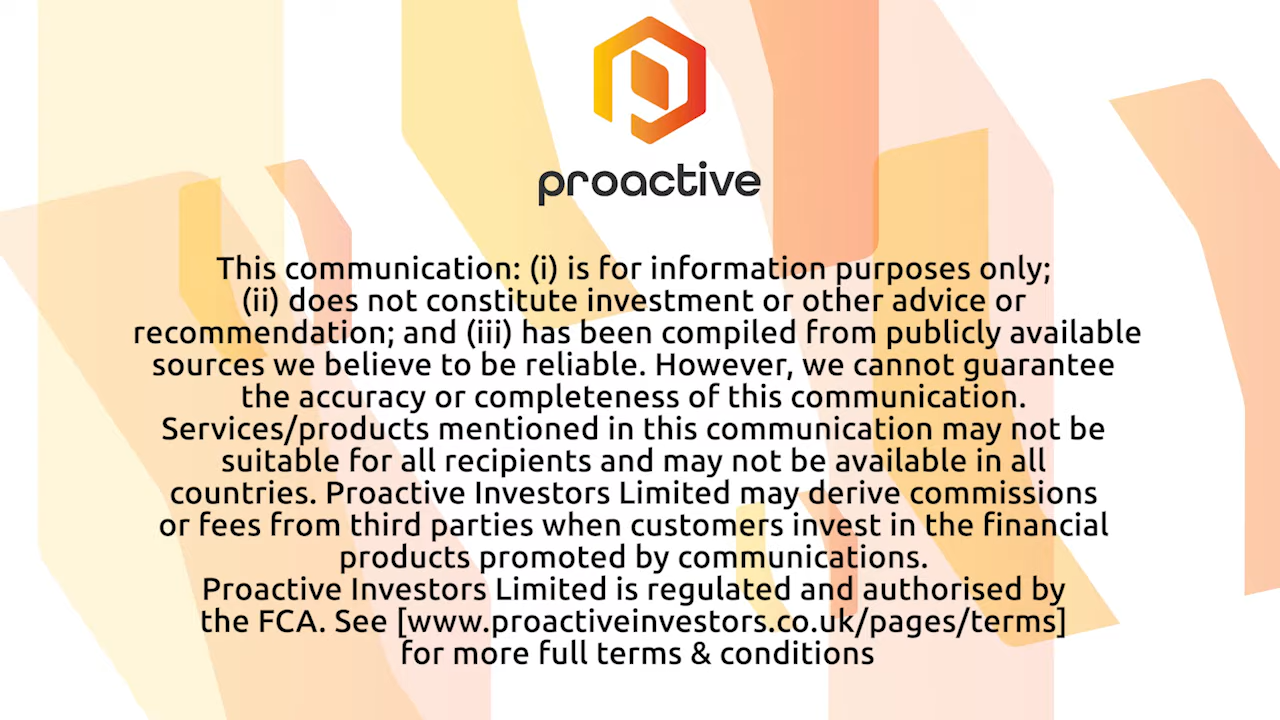 proactive
This communication: (i) is for information purposes only;
(ii) does not constitute investment or other advice or
recommendation; and (iii) has been compiled from publicly available
sources we believe to be reliable. However, we cannot guarantee
the accuracy or completeness of this communication.
Services/products mentioned in this communication may not be
suitable for all recipients and may not be available in all
countries. Proactive Investors Limited may derive commissions
or fees from third parties when customers invest in the financial
products promoted by communications.
Proactive Investors Limited is regulated and authorised by
the FCA. See [www.proactiveinvestors.co.uk/pages/terms]
for more full terms & conditions